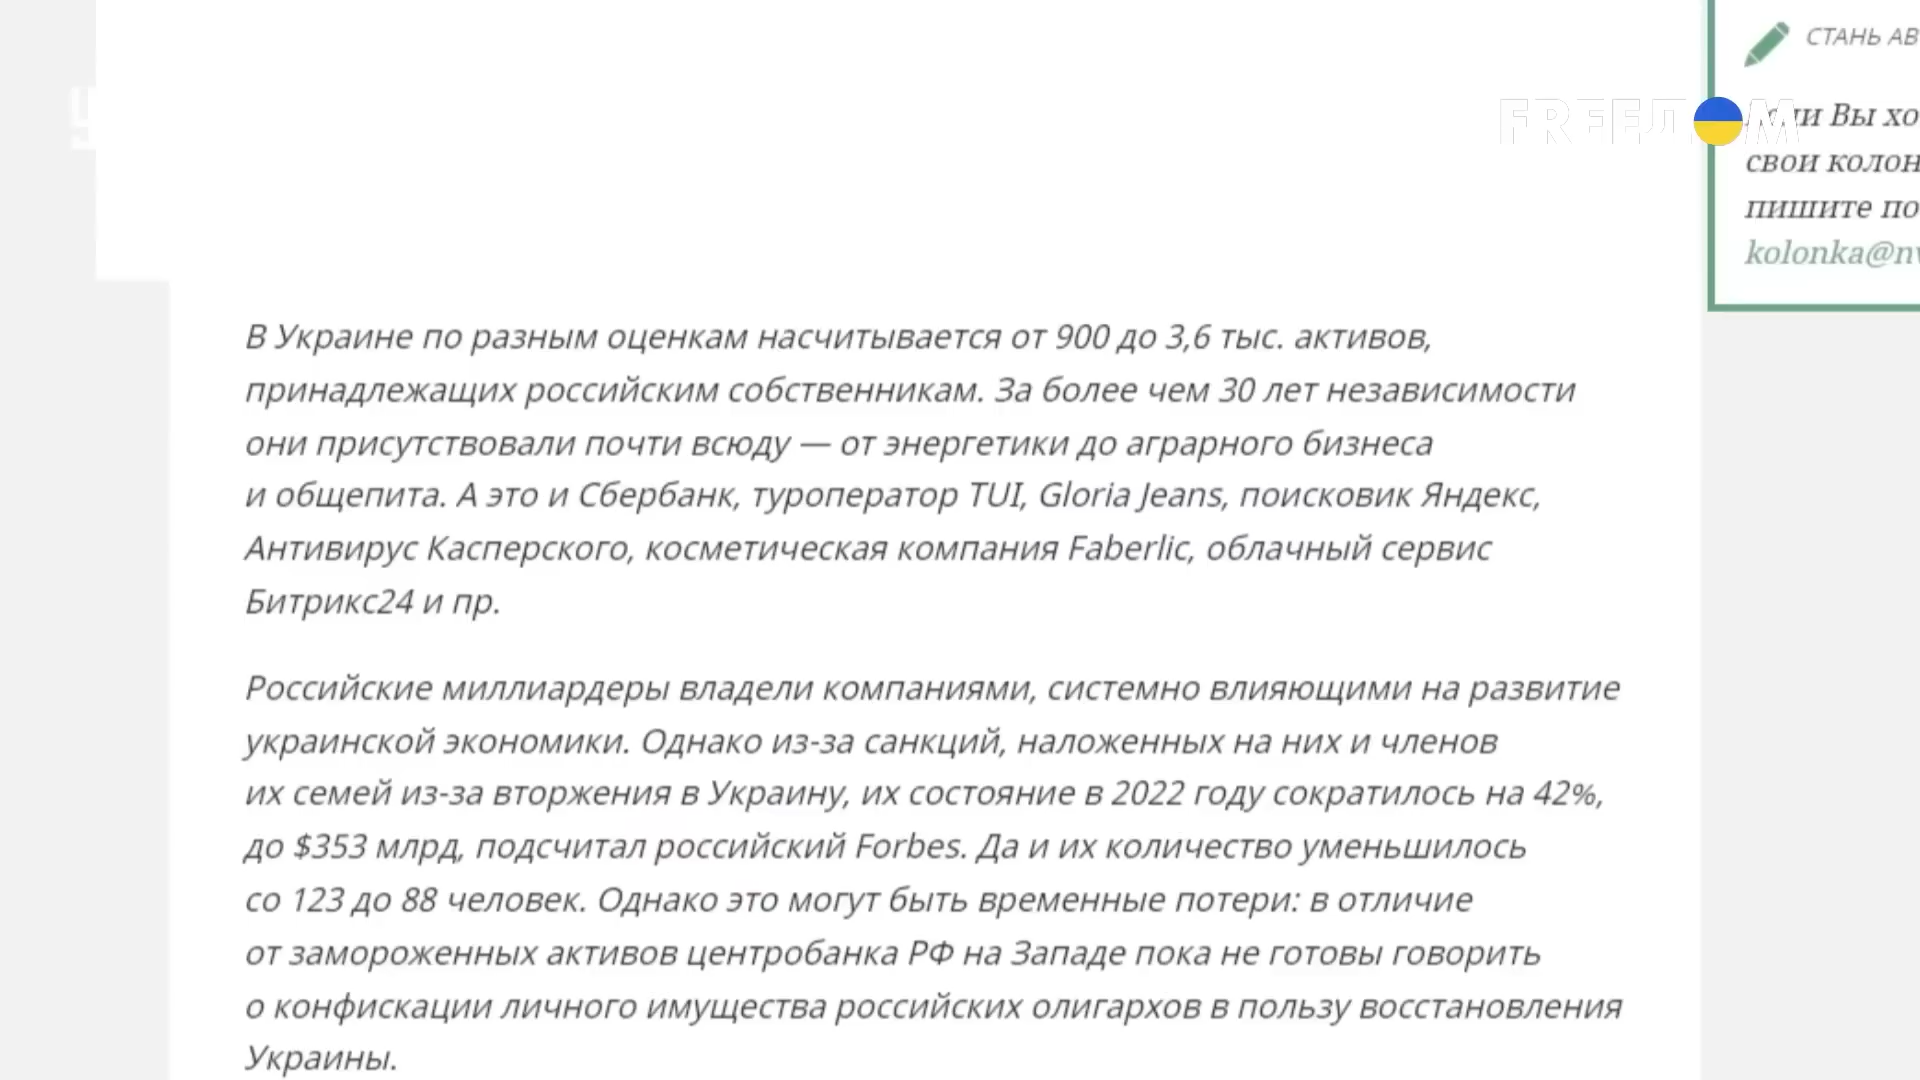 СТАНЬ АВ
FREEДOM
Вы хо
свои колон
пишите по
kolonka@nv
В Украине по разным оценкам насчитывается от 900 до 3,6 тыс. активов,
принадлежащих российским собственникам. За более чем 30 лет независимости
они присутствовали почти всюду — от энергетики до аграрного бизнеса
и общепита. А это и Сбербанк, туроператор TUI, Gloria Jeans, поисковик Яндекс,
Антивирус Касперского, косметическая компания Faberlic, облачный сервис
Битрикс24 и пр.
Российские миллиардеры владели компаниями, системно влияющими на развитие
украинской экономики. Однако из-за санкций, наложенных на них и членов
их семей из-за вторжения в Украину, их состояние в 2022 году сократилось на 42%,
до $353 млрд, подсчитал российский Forbes. Да и их количество уменьшилось
со 123 до 88 человек. Однако это могут быть временные потери: в отличие
от замороженных активов центробанка РФ на Западе пока не готовы говорить
о конфискации личного имущества российских олигархов в пользу восстановления
Украины.